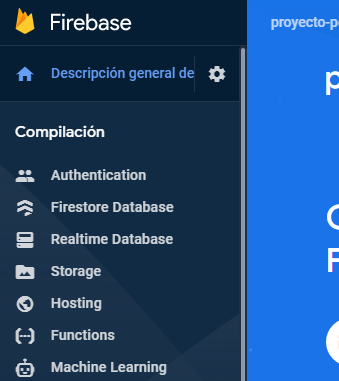 Firebase
proyecto-p
Descripción general de
Compilación
Authentication
Firestore Database
Realtime Database
Storage
Hosting
Functions
Machine Learning